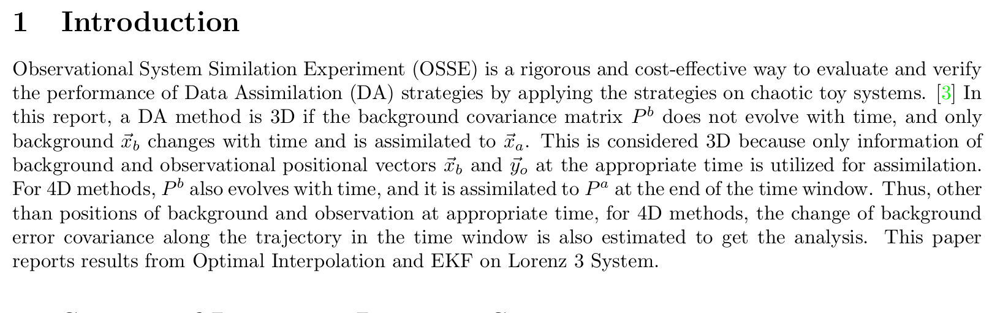 1 Introduction
Observational System Similation Experiment (OSSE) is a rigorous and cost-effective way to evaluate and verify
the performance of Data Assimilation (DA) strategies by applying the strategies on chaotic toy systems. [3] In
this report, a DA method is 3D if the background covariance matrix $P^b$ does not evolve with time, and only
background $\vec{x}_b$ changes with time and is assimilated to $\vec{x}_a$. This is considered 3D because only information of
background and observational positional vectors $\vec{x}_b$ and $\vec{y}_o$ at the appropriate time is utilized for assimilation.
For 4D methods, $P^b$ also evolves with time, and it is assimilated to $P^a$ at the end of the time window. Thus, other
than positions of background and observation at appropriate time, for 4D methods, the change of background
error covariance along the trajectory in the time window is also estimated to get the analysis. This paper
reports results from Optimal Interpolation and EKF on Lorenz 3 System.